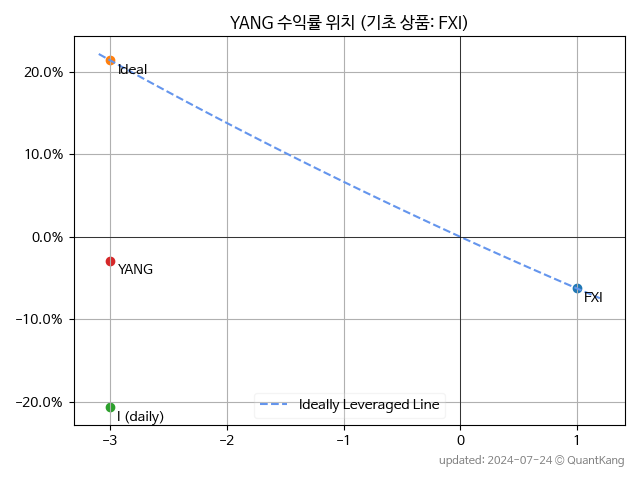 YANG 수익률 위치 (기초 상품: FXI)
20.0%
Ideal
10.0%
0.0%
YANG
FXI
-10.0%
-20.0%
I (daily)
Ideally Leveraged Line
-3
-2
-1
0
1
updated: 2024-07-24 © QuantKang